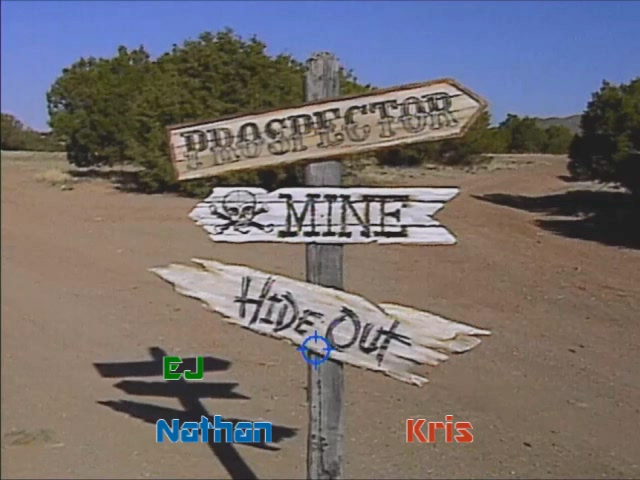 PROSPECTOR
MINE
HIDE OUT
EJ
Nathan
Kris